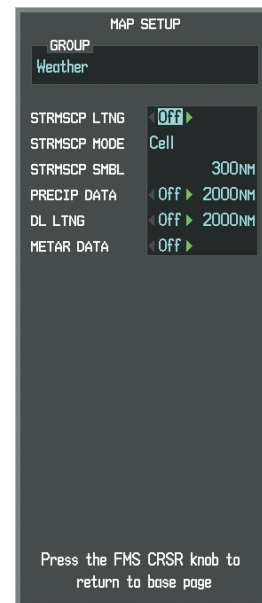 MAP SETUP
GROUP
Weather
STRMSCP LTNG Off
STRMSCP MODE Cell
STRMSCP SMBL 300NM
PRECIP DATA Off 2000NM
DL LTNG Off 2000NM
METAR DATA Off
Press the FMS CRSR knob to
return to base page